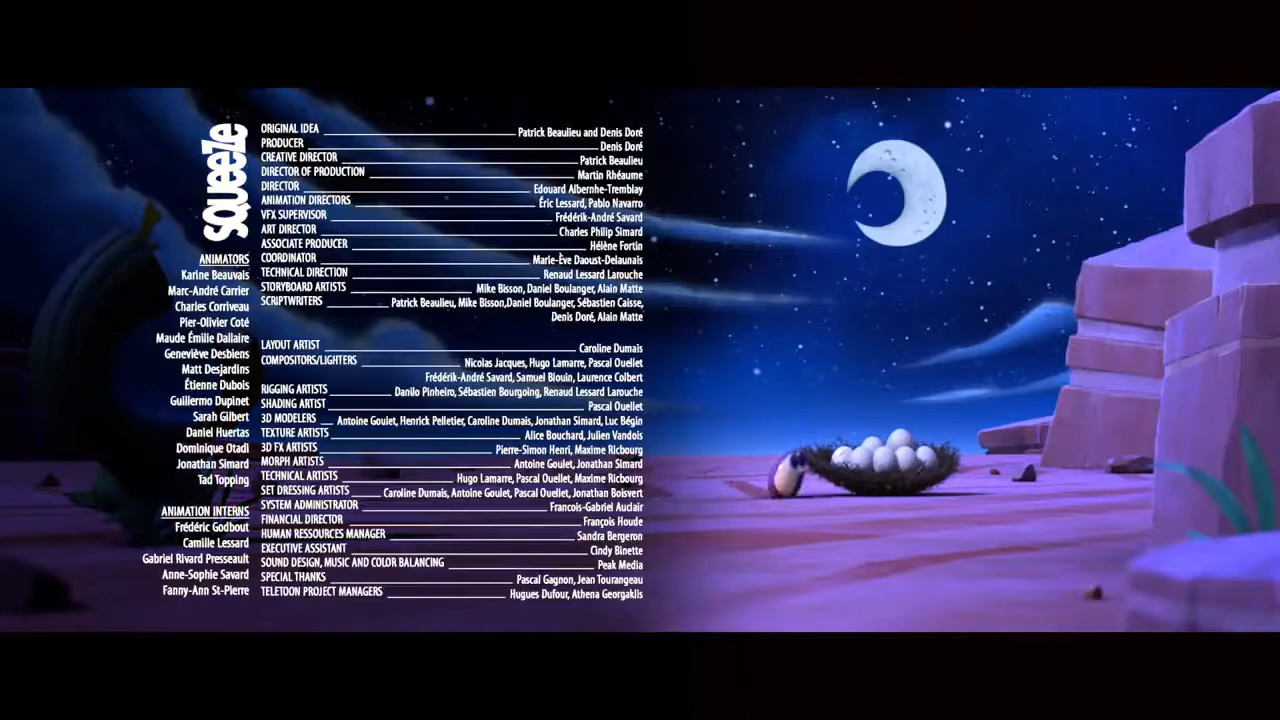 squeeze
ANIMATORS
Karine Beauvais
Marc-André Carrier
Charles Corriveau
Pier-Olivier Coté
Maude Émilie Dallaire
Geneviève Desbiens
Matt Desjardins
Étienne Dubois
Guillermo Dupinet
Sarah Gilbert
Daniel Huertas
Dominique Otadi
Jonathan Simard
Tad Topping
ANIMATION INTERNS
Frédéric Godbout
Camille Lessard
Gabriel Rivard Presseault
Anne-Sophie Savard
Fanny-Ann St-Pierre
ORIGINAL IDEA Patrick Beaulieu and Denis Doré
PRODUCER Denis Doré
CREATIVE DIRECTOR Patrick Beaulieu
DIRECTOR OF PRODUCTION Martin Rhéaume
DIRECTOR Edouard Albernhe-Tremblay
ANIMATION DIRECTORS Éric Lessard, Pablo Navarro
VFX SUPERVISOR Frédérik-André Savard
ART DIRECTOR Charles Philip Simard
ASSOCIATE PRODUCER Hélène Fortin
COORDINATOR Marie-Ève Daoust-Delaunais
TECHNICAL DIRECTION Renaud Lessard Larouche
STORYBOARD ARTISTS Mike Bisson, Daniel Boulanger, Alain Matte
SCRIPTWRITERS Patrick Beaulieu, Mike Bisson,Daniel Boulanger, Sébastien Caisse,
Denis Doré, Alain Matte
LAYOUT ARTIST Caroline Dumais
COMPOSITORS/LIGHTERS Nicolas Jacques, Hugo Lamarre, Pascal Ouellet
Frédérik-André Savard, Samuel Blouin, Laurence Colbert
RIGGING ARTISTS Danilo Pinheiro, Sébastien Bourgoing, Renaud Lessard Larouche
SHADING ARTIST Pascal Ouellet
3D MODELERS Antoine Goulet, Henrick Pelletier, Caroline Dumais, Jonathan Simard, Luc Bégin
TEXTURE ARTISTS Alice Bouchard, Julien Vandois
3D FX ARTISTS Pierre-Simon Henri, Maxime Ricbourg
MORPH ARTISTS Antoine Goulet, Jonathan Simard
TECHNICAL ARTISTS Hugo Lamarre, Pascal Ouellet, Maxime Ricbourg
SET DRESSING ARTISTS Caroline Dumais, Antoine Goulet, Pascal Ouellet, Jonathan Boisvert
SYSTEM ADMINISTRATOR Francois-Gabriel Auclair
FINANCIAL DIRECTOR François Houde
HUMAN RESSOURCES MANAGER Sandra Bergeron
EXECUTIVE ASSISTANT Cindy Binette
SOUND DESIGN, MUSIC AND COLOR BALANCING Peak Media
SPECIAL THANKS Pascal Gagnon, Jean Tourangeau
TELETOON PROJECT MANAGERS Hugues Dufour, Athena Georgaklis